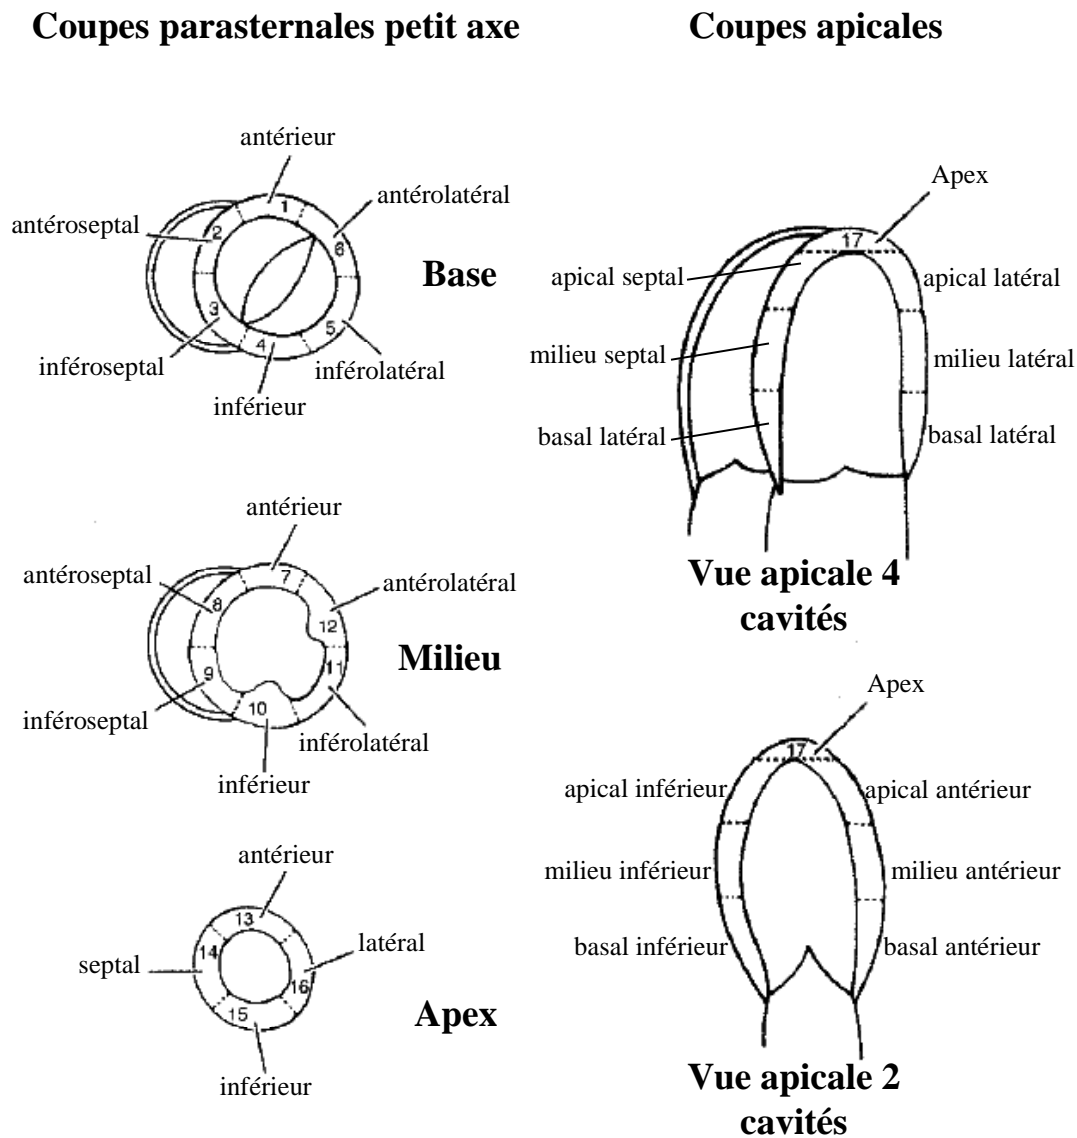 Coupes parasternales petit axe
Coupes apicales
antérieur
antérolatéral
antéroseptal
1
2
6
3
5
4
Base
inféroseptal
inférolatéral
inférieur
antérieur
antéroseptal
antérolatéral
7
8
12
9
11
10
Milieu
inféroseptal
inférolatéral
inférieur
antérieur
13
14
latéral
septal
16
15
Apex
inférieur
Apex
17
apical septal
apical latéral
milieu septal
milieu latéral
basal latéral
basal latéral
Vue apicale 4
cavités
Apex
17
apical inférieur
apical antérieur
milieu inférieur
milieu antérieur
basal inférieur
basal antérieur
Vue apicale 2
cavités